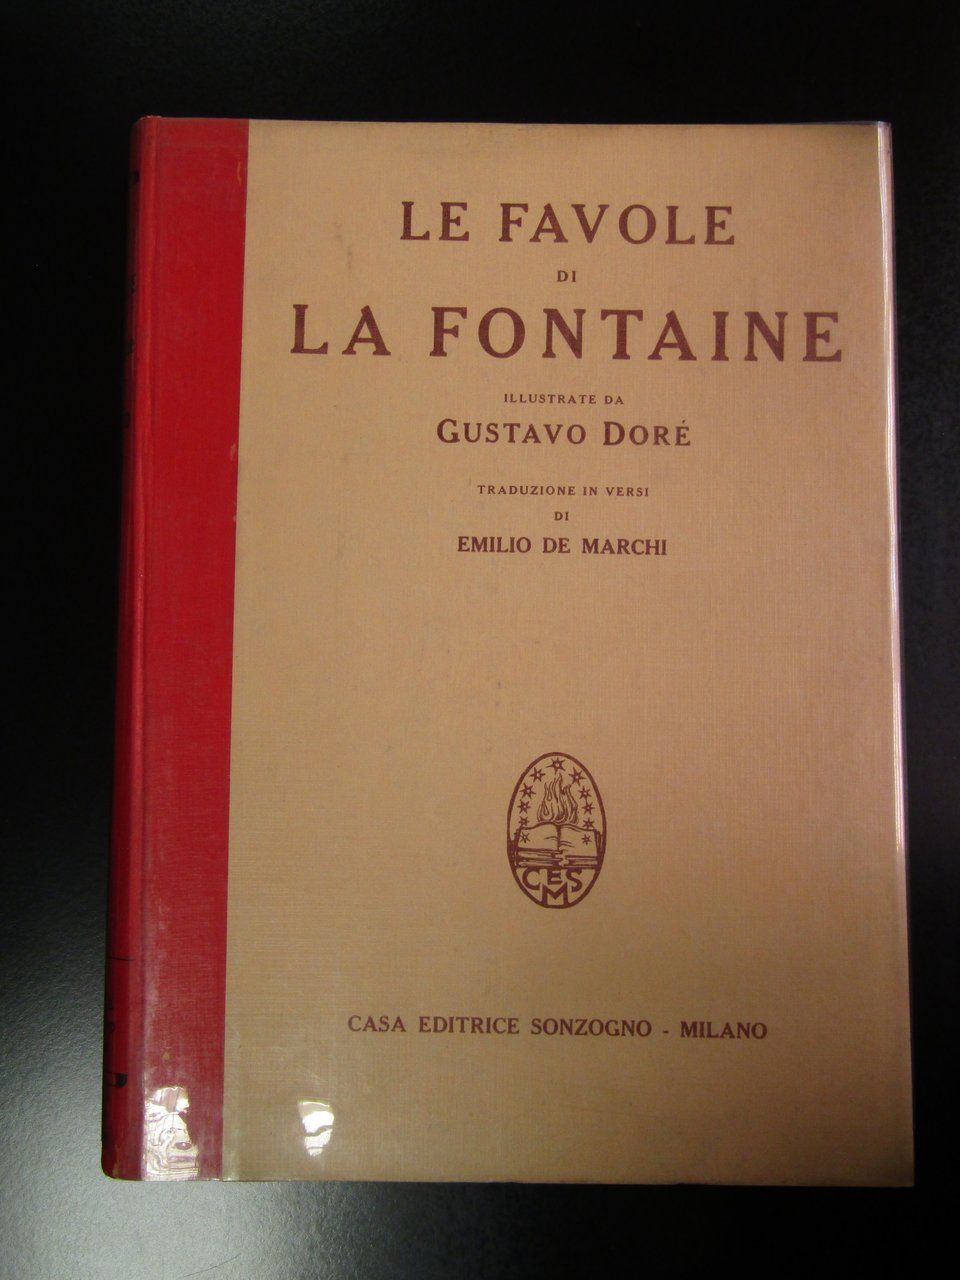 LE FAVOLE
DI
LA FONTAINE
ILLUSTRATE DA
GUSTAVO DORÉ
TRADUZIONE IN VERSI
DI
EMILIO DE MARCHI
CES
M
CASA EDITRICE SONZOGNO - MILANO